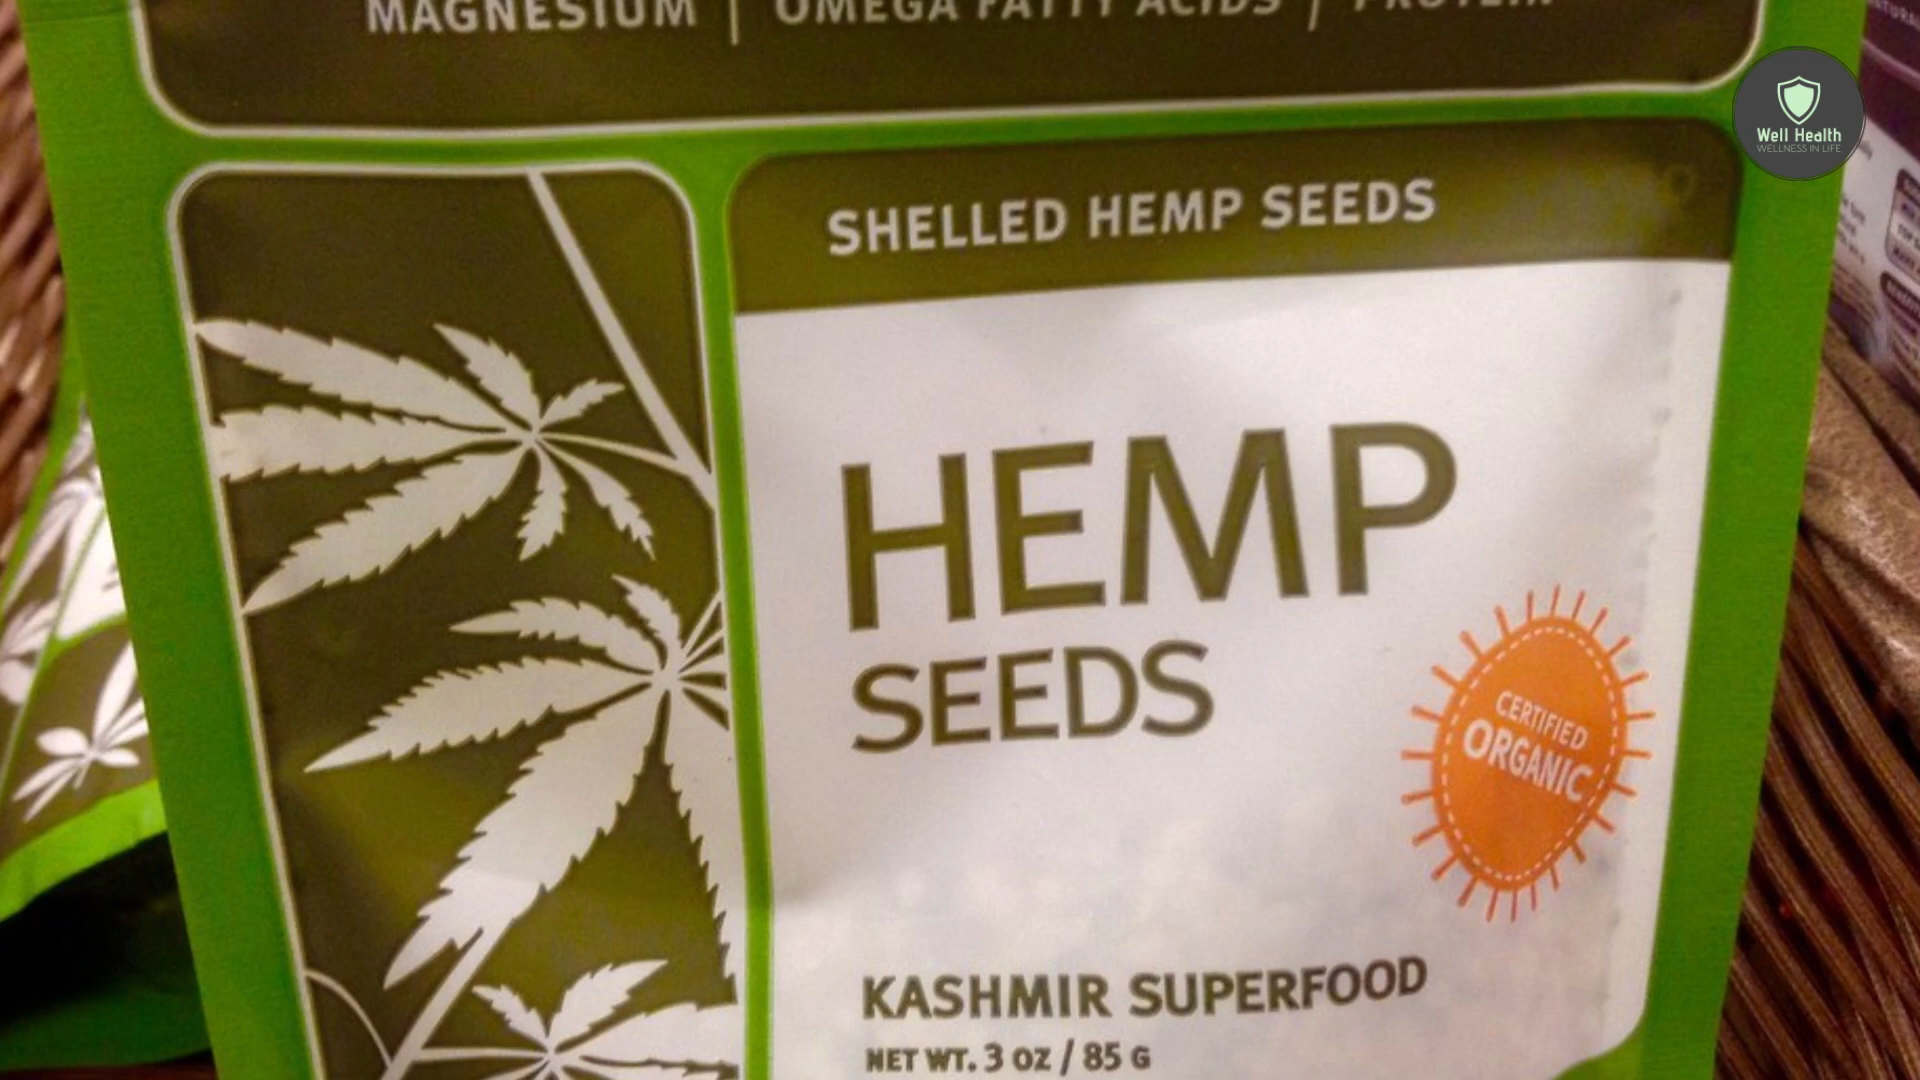 MAGNESIUM | OMEGA FATTY ACIDS | PROTEIN
Well Health
WELLNESS IN LIFE
SHELLED HEMP SEEDS
HEMP
SEEDS
CERTIFIED
ORGANIC
KASHMIR SUPERFOOD
NET WT. 3 OZ / 85 G